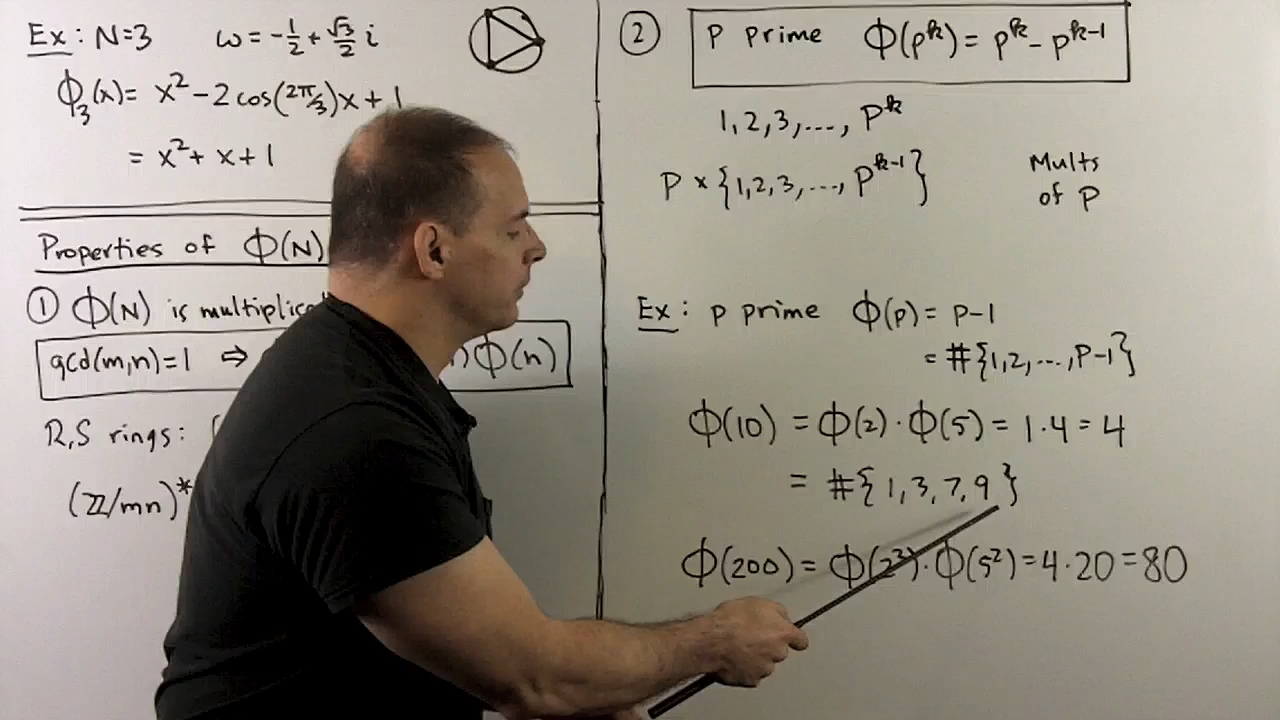 Ex: N=3 ω = -1/2 + √3/2 i
Φ₃(x) = x² - 2 cos(2π/3)x + 1
= x² + x + 1
Properties of Φ(N)
① Φ(N) is
gcd(m,n)=1 ⇒ )Φ(n)
R,S rings: (
(ℤ/mn)*
② p prime Φ(p^k) = p^k - p^(k-1)
1, 2, 3, ..., p^k
p × {1, 2, 3, ..., p^(k-1)} Mults
of p
Ex: p prime Φ(p) = p-1
= #{1,2, ..., p-1}
Φ(10) = Φ(2)·Φ(5) = 1·4 = 4
= #{1,3,7,9}
Φ(200) = Φ(2³)·Φ(5²) = 4·20 = 80